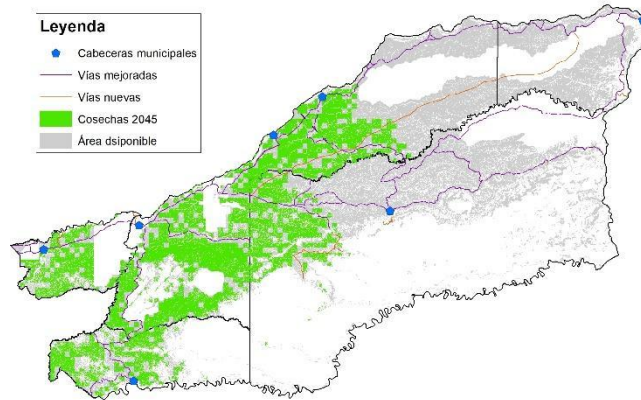 Leyenda
Cabeceras municipales
Vías mejoradas
Vías nuevas
Cosechas 2045
Área dsiponible